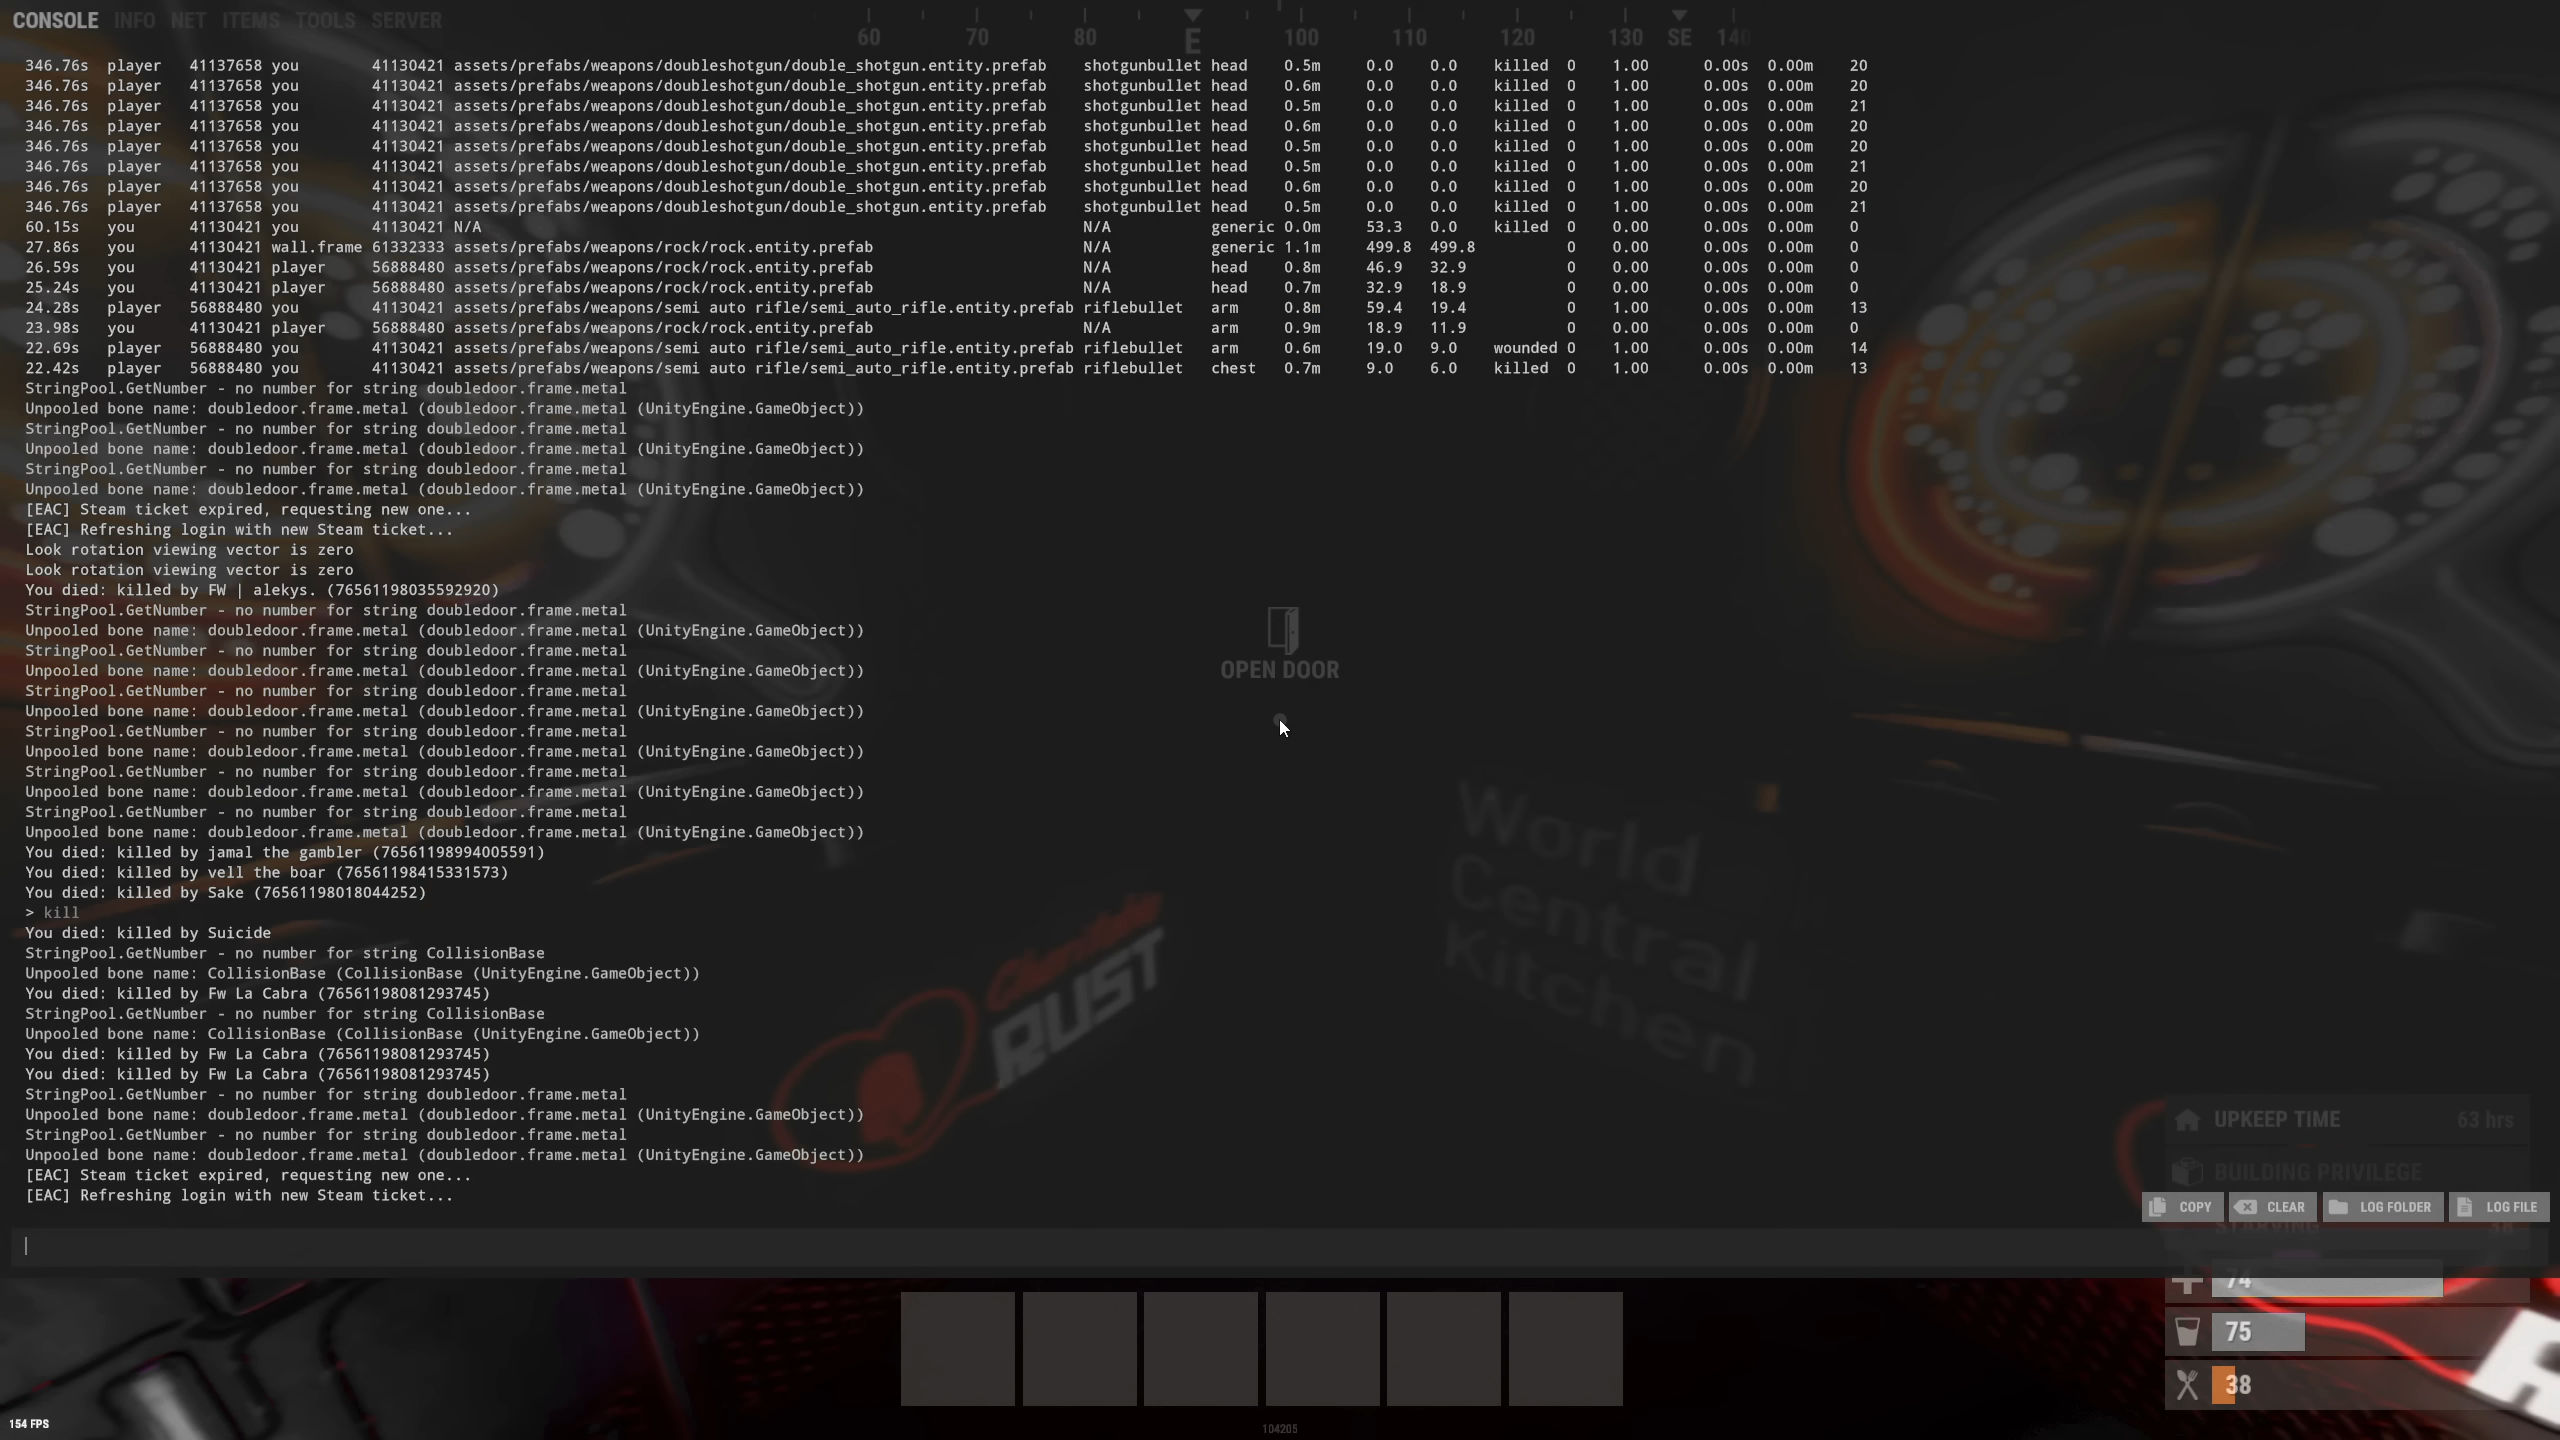 CONSOLE INFO NET ITEMS TOOLS SERVER
60 70 80 E 100 110 120 130 SE 140
346.76s player 41137658 you 41130421 assets/prefabs/weapons/doubleshotgun/double_shotgun.entity.prefab shotgunbullet head 0.5m 0.0 0.0 killed 0 1.00 0.00s 0.00m 20
346.76s player 41137658 you 41130421 assets/prefabs/weapons/doubleshotgun/double_shotgun.entity.prefab shotgunbullet head 0.6m 0.0 0.0 killed 0 1.00 0.00s 0.00m 20
346.76s player 41137658 you 41130421 assets/prefabs/weapons/doubleshotgun/double_shotgun.entity.prefab shotgunbullet head 0.5m 0.0 0.0 killed 0 1.00 0.00s 0.00m 21
346.76s player 41137658 you 41130421 assets/prefabs/weapons/doubleshotgun/double_shotgun.entity.prefab shotgunbullet head 0.6m 0.0 0.0 killed 0 1.00 0.00s 0.00m 20
346.76s player 41137658 you 41130421 assets/prefabs/weapons/doubleshotgun/double_shotgun.entity.prefab shotgunbullet head 0.5m 0.0 0.0 killed 0 1.00 0.00s 0.00m 20
346.76s player 41137658 you 41130421 assets/prefabs/weapons/doubleshotgun/double_shotgun.entity.prefab shotgunbullet head 0.5m 0.0 0.0 killed 0 1.00 0.00s 0.00m 21
346.76s player 41137658 you 41130421 assets/prefabs/weapons/doubleshotgun/double_shotgun.entity.prefab shotgunbullet head 0.6m 0.0 0.0 killed 0 1.00 0.00s 0.00m 20
346.76s player 41137658 you 41130421 assets/prefabs/weapons/doubleshotgun/double_shotgun.entity.prefab shotgunbullet head 0.5m 0.0 0.0 killed 0 1.00 0.00s 0.00m 21
60.15s you 41130421 you 41130421 N/A N/A generic 0.0m 53.3 0.0 killed 0 1.00 0.00s 0.00m 0
27.86s you 41130421 wall.frame 61332333 assets/prefabs/weapons/rock/rock.entity.prefab N/A generic 1.1m 499.8 499.8 0 0.00 0.00s 0.00m 0
26.59s you 41130421 player 56888480 assets/prefabs/weapons/rock/rock.entity.prefab N/A head 0.8m 46.9 32.9 0 0.00 0.00s 0.00m 0
25.24s you 41130421 player 56888480 assets/prefabs/weapons/rock/rock.entity.prefab N/A head 0.7m 32.9 18.9 0 0.00 0.00s 0.00m 0
24.28s player 56888480 you 41130421 assets/prefabs/weapons/semi auto rifle/semi_auto_rifle.entity.prefab riflebullet arm 0.8m 59.4 19.4 0 1.00 0.00s 0.00m 13
23.98s you 41130421 player 56888480 assets/prefabs/weapons/rock/rock.entity.prefab N/A arm 0.9m 18.9 11.9 0 0.00 0.00s 0.00m 0
22.69s player 56888480 you 41130421 assets/prefabs/weapons/semi auto rifle/semi_auto_rifle.entity.prefab riflebullet arm 0.6m 19.0 9.0 wounded 0 1.00 0.00s 0.00m 14
22.42s player 56888480 you 41130421 assets/prefabs/weapons/semi auto rifle/semi_auto_rifle.entity.prefab riflebullet chest 0.7m 9.0 6.0 killed 0 1.00 0.00s 0.00m 13
StringPool.GetNumber - no number for string doubledoor.frame.metal
Unpooled bone name: doubledoor.frame.metal (doubledoor.frame.metal (UnityEngine.GameObject))
StringPool.GetNumber - no number for string doubledoor.frame.metal
Unpooled bone name: doubledoor.frame.metal (doubledoor.frame.metal (UnityEngine.GameObject))
StringPool.GetNumber - no number for string doubledoor.frame.metal
Unpooled bone name: doubledoor.frame.metal (doubledoor.frame.metal (UnityEngine.GameObject))
[EAC] Steam ticket expired, requesting new one...
[EAC] Refreshing login with new Steam ticket...
Look rotation viewing vector is zero
Look rotation viewing vector is zero
You died: killed by FW | alekys. (76561198035592920)
StringPool.GetNumber - no number for string doubledoor.frame.metal
Unpooled bone name: doubledoor.frame.metal (doubledoor.frame.metal (UnityEngine.GameObject))
StringPool.GetNumber - no number for string doubledoor.frame.metal
Unpooled bone name: doubledoor.frame.metal (doubledoor.frame.metal (UnityEngine.GameObject))
StringPool.GetNumber - no number for string doubledoor.frame.metal
Unpooled bone name: doubledoor.frame.metal (doubledoor.frame.metal (UnityEngine.GameObject))
StringPool.GetNumber - no number for string doubledoor.frame.metal
Unpooled bone name: doubledoor.frame.metal (doubledoor.frame.metal (UnityEngine.GameObject))
StringPool.GetNumber - no number for string doubledoor.frame.metal
Unpooled bone name: doubledoor.frame.metal (doubledoor.frame.metal (UnityEngine.GameObject))
StringPool.GetNumber - no number for string doubledoor.frame.metal
Unpooled bone name: doubledoor.frame.metal (doubledoor.frame.metal (UnityEngine.GameObject))
You died: killed by jamal the gambler (76561198994005591)
You died: killed by vell the boar (76561198415331573)
You died: killed by Sake (76561198018044252)
> kill
You died: killed by Suicide
StringPool.GetNumber - no number for string CollisionBase
Unpooled bone name: CollisionBase (CollisionBase (UnityEngine.GameObject))
You died: killed by Fw La Cabra (76561198081293745)
StringPool.GetNumber - no number for string CollisionBase
Unpooled bone name: CollisionBase (CollisionBase (UnityEngine.GameObject))
You died: killed by Fw La Cabra (76561198081293745)
You died: killed by Fw La Cabra (76561198081293745)
StringPool.GetNumber - no number for string doubledoor.frame.metal
Unpooled bone name: doubledoor.frame.metal (doubledoor.frame.metal (UnityEngine.GameObject))
StringPool.GetNumber - no number for string doubledoor.frame.metal
Unpooled bone name: doubledoor.frame.metal (doubledoor.frame.metal (UnityEngine.GameObject))
[EAC] Steam ticket expired, requesting new one...
[EAC] Refreshing login with new Steam ticket...
OPEN DOOR
World
Central
Kitchen
Charitable
RUST
UPKEEP TIME 63 hrs
BUILDING PRIVILEGE
COPY CLEAR LOG FOLDER LOG FILE
STARVING 38
74
75
38
154 FPS
104205